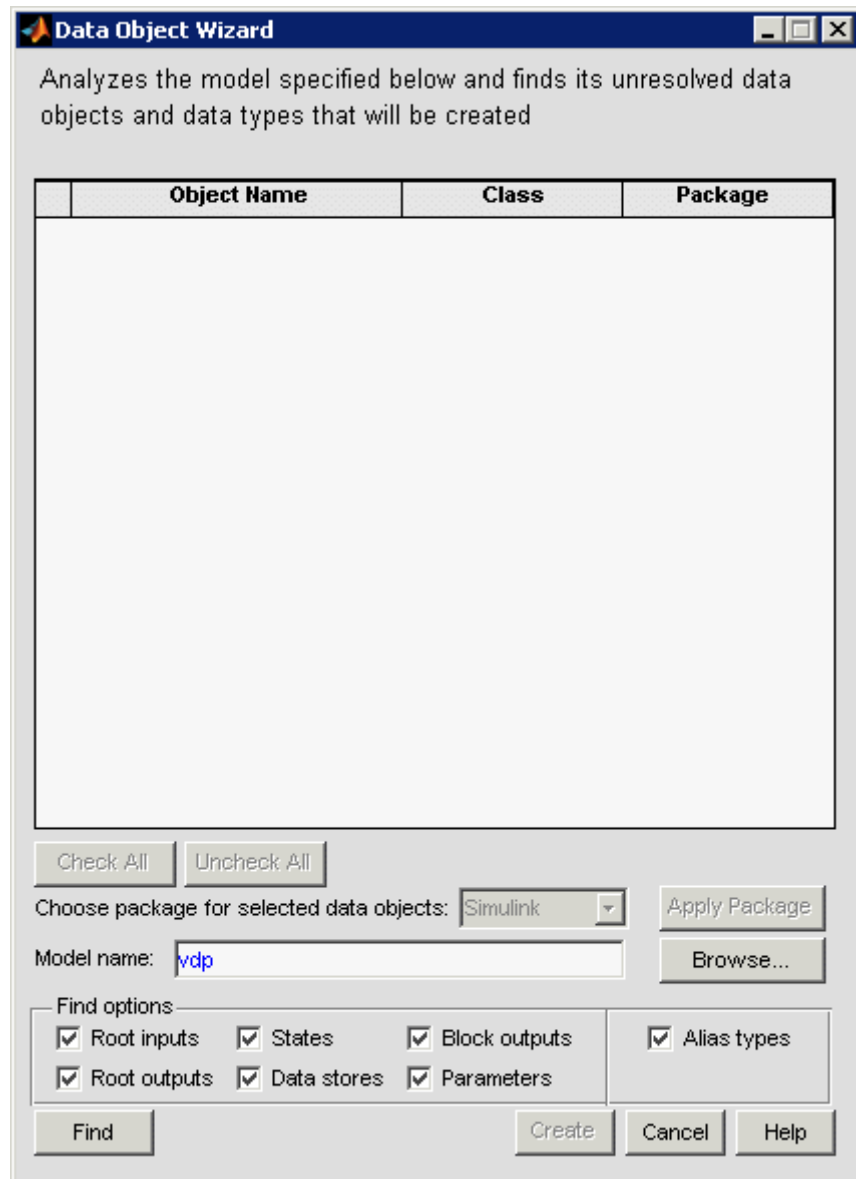 Data Object Wizard
Analyzes the model specified below and finds its unresolved data
objects and data types that will be created
Object Name Class Package
Check All Uncheck All
Choose package for selected data objects: Simulink Apply Package
Model name: vdp Browse...
Find options
Root inputs States Block outputs Alias types
Root outputs Data stores Parameters
Find Create Cancel Help